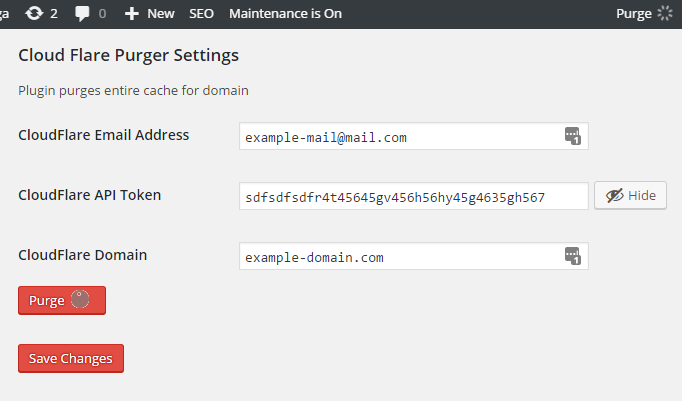 ga 2 0 New SEO Maintenance is On Purge
Cloud Flare Purger Settings
Plugin purges entire cache for domain
CloudFlare Email Address example-mail@mail.com 1
CloudFlare API Token sdfsdfsdfr4t45645gv456h56hy45g4635gh567 Hide
CloudFlare Domain example-domain.com 1
Purge
Save Changes